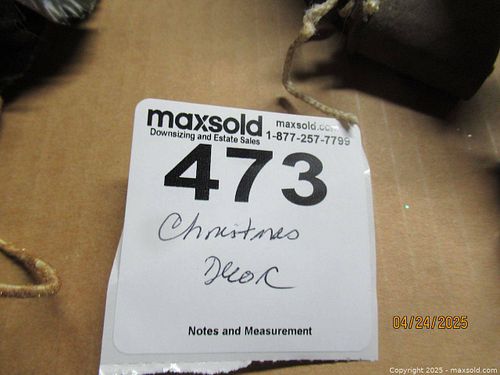 maxsold maxsold.co
Downsizing and Estate Sales 1-877-257-7799
473
Christmas
Decor
Notes and Measurement
04/24/2025
Copyright 2025 - maxsold.com